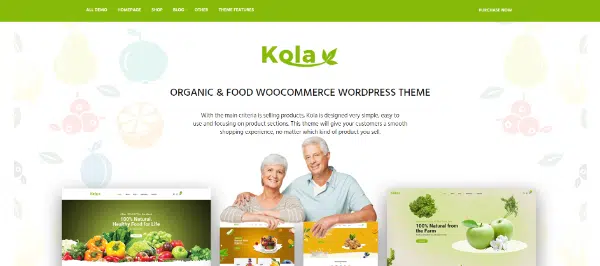 ALL DEMO HOMEPAGE SHOP BLOG OTHER THEME FEATURES PURCHASE NOW
Kola
ORGANIC & FOOD WOOCOMMERCE WORDPRESS THEME
With the main criteria is selling products, Kola is designed very simple, easy to
use and focusing on product sections. This theme will give your customers a smooth
shopping experience, no matter which kind of product you sell.
100% Natural
Healthy Food for Life
100% Natural from
the Farm